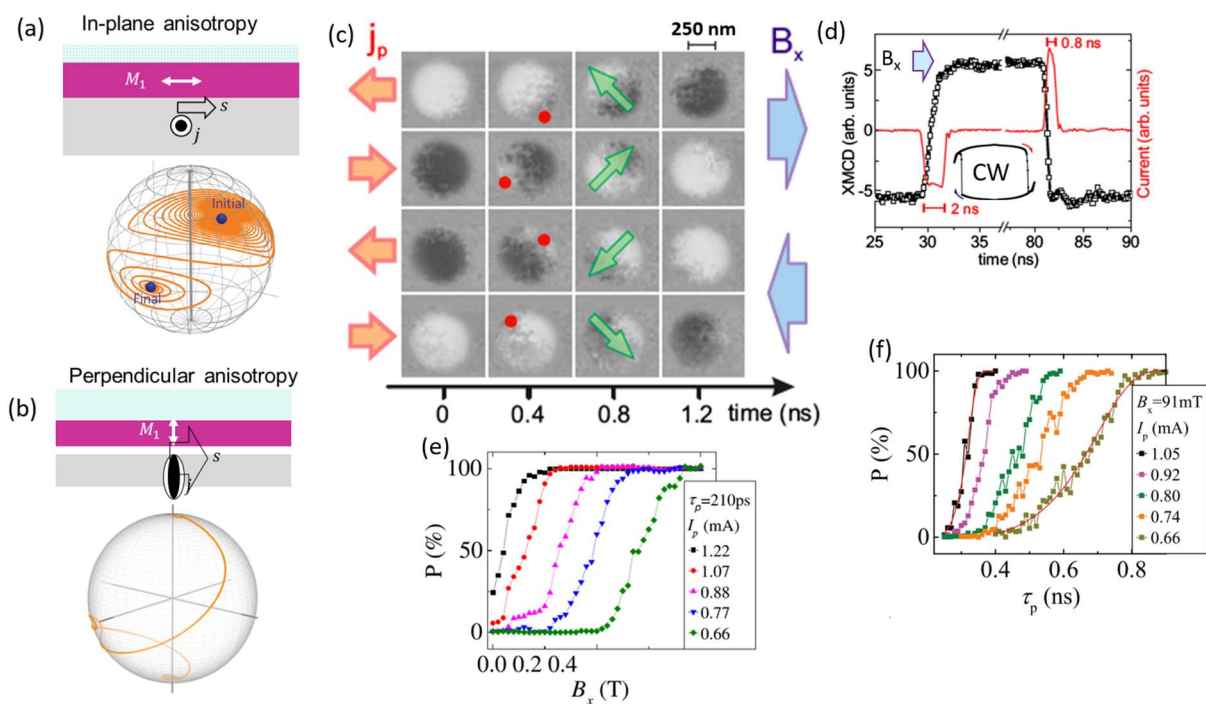 (a)
In-plane anisotropy
M₁
s
j
Initial
Final
(b)
Perpendicular anisotropy
M₁
s
j
(c)
jₚ
250 nm
Bₓ
0
0.4
0.8
1.2
time (ns)
(d)
Bₓ
0.8 ns
CW
2 ns
XMCD (arb. units)
5
0
-5
Current (arb. units)
25 30 35 80 85 90
time (ns)
(e)
P (%)
100
50
0
τₚ=210ps
Iₚ (mA)
1.22
1.07
0.88
0.77
0.66
0.0 0.2 0.4
Bₓ (T)
(f)
P (%)
100
50
0
Bₓ=91mT
Iₚ (mA)
1.05
0.92
0.80
0.74
0.66
0.4 0.6 0.8
τₚ (ns)